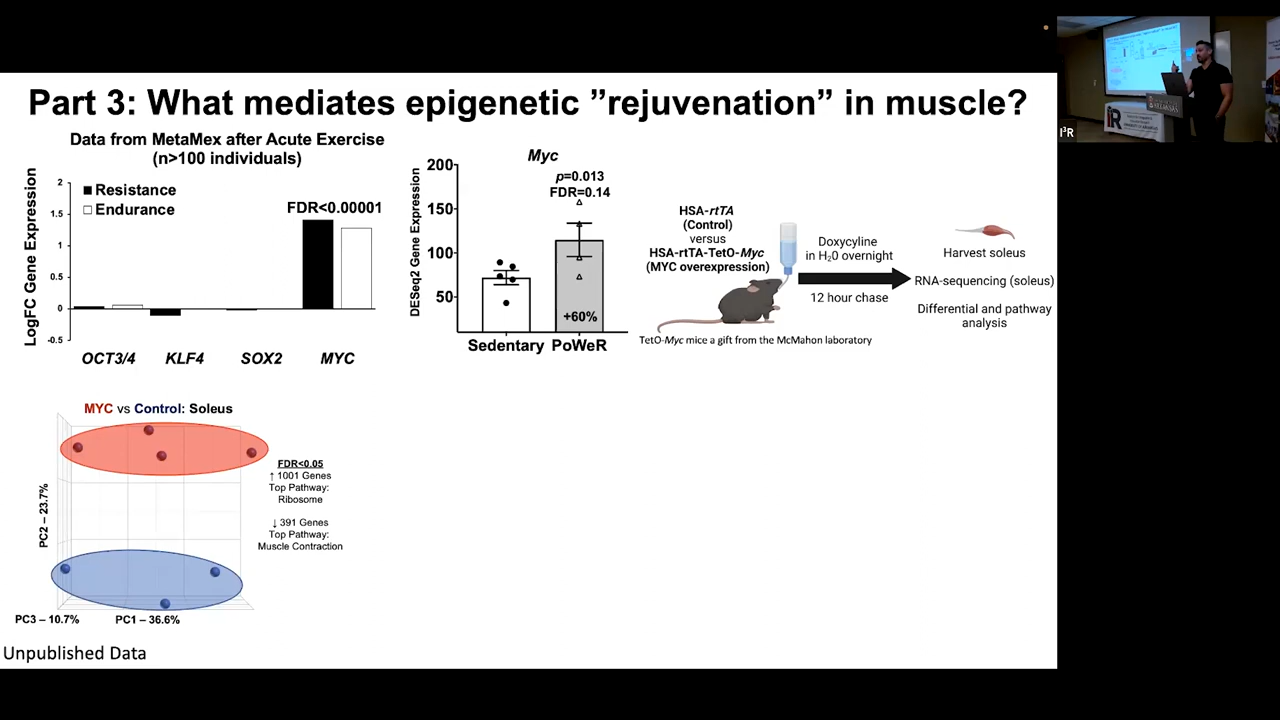 Part 3: What mediates epigenetic ”rejuvenation” in muscle?
Data from MetaMex after Acute Exercise
(n>100 individuals)
LogFC Gene Expression
2
1.5
1
0.5
0
-0.5
Resistance
Endurance
FDR<0.00001
OCT3/4 KLF4 SOX2 MYC
Myc
DESeq2 Gene Expression
200
150
100
50
p=0.013
FDR=0.14
+60%
Sedentary PoWeR
HSA-rtTA
(Control)
versus
HSA-rtTA-TetO-Myc
(MYC overexpression)
Doxycyline
in H20 overnight
12 hour chase
Harvest soleus
RNA-sequencing (soleus)
Differential and pathway
analysis
TetO-Myc mice a gift from the McMahon laboratory
MYC vs Control: Soleus
PC2 – 23.7%
PC3 – 10.7% PC1 – 36.6%
FDR<0.05
↑ 1001 Genes
Top Pathway:
Ribosome
↓ 391 Genes
Top Pathway:
Muscle Contraction
Unpublished Data
I³R